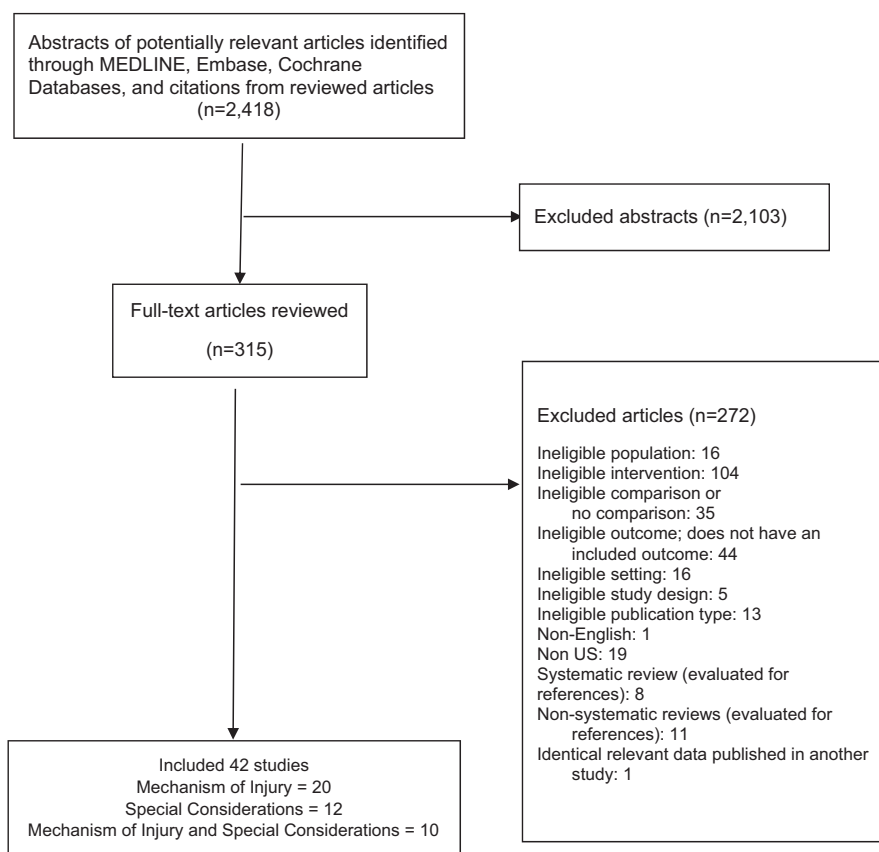 Abstracts of potentially relevant articles identified
through MEDLINE, Embase, Cochrane
Databases, and citations from reviewed articles
(n=2,418)
Excluded abstracts (n=2,103)
Full-text articles reviewed
(n=315)
Excluded articles (n=272)
Ineligible population: 16
Ineligible intervention: 104
Ineligible comparison or
no comparison: 35
Ineligible outcome; does not have an
included outcome: 44
Ineligible setting: 16
Ineligible study design: 5
Ineligible publication type: 13
Non-English: 1
Non US: 19
Systematic review (evaluated for
references): 8
Non-systematic reviews (evaluated for
references): 11
Identical relevant data published in another
study: 1
Included 42 studies
Mechanism of Injury = 20
Special Considerations = 12
Mechanism of Injury and Special Considerations = 10